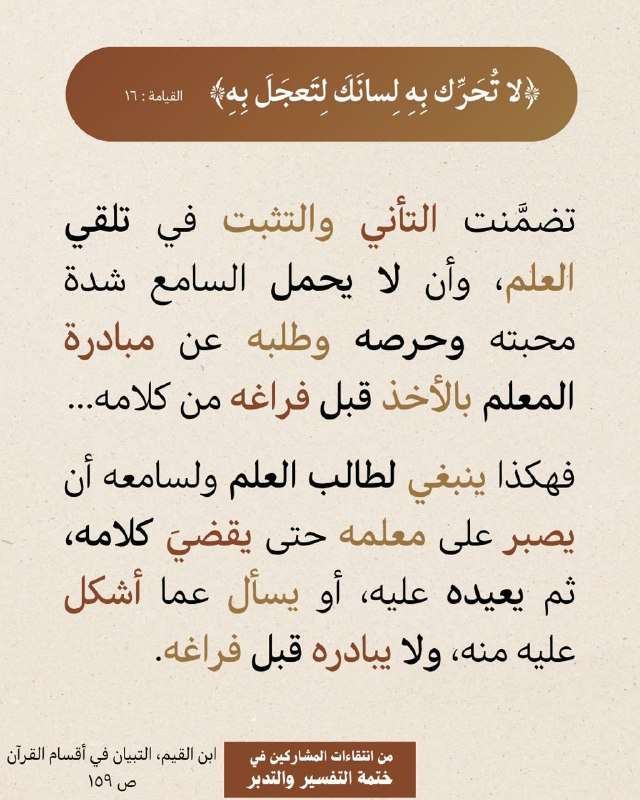 ﴿لا تُحَرِّك بِهِ لِسانَكَ لِتَعجَلَ بِهِ﴾ القيامة : ١٦
تضمَّنت التأني والتثبت في تلقي
العلم، وأن لا يحمل السامع شدة
محبته وحرصه وطلبه عن مبادرة
المعلم بالأخذ قبل فراغه من كلامه...
فهكذا ينبغي لطالب العلم ولسامعه أن
يصبر على معلمه حتى يقضيَ كلامه،
ثم يعيده عليه، أو يسأل عما أشكل
عليه منه، ولا يبادره قبل فراغه.
من انتقاءات المشاركين في
ختمة التفسير والتدبر
ابن القيم، التبيان في أقسام القرآن
ص ١٥٩